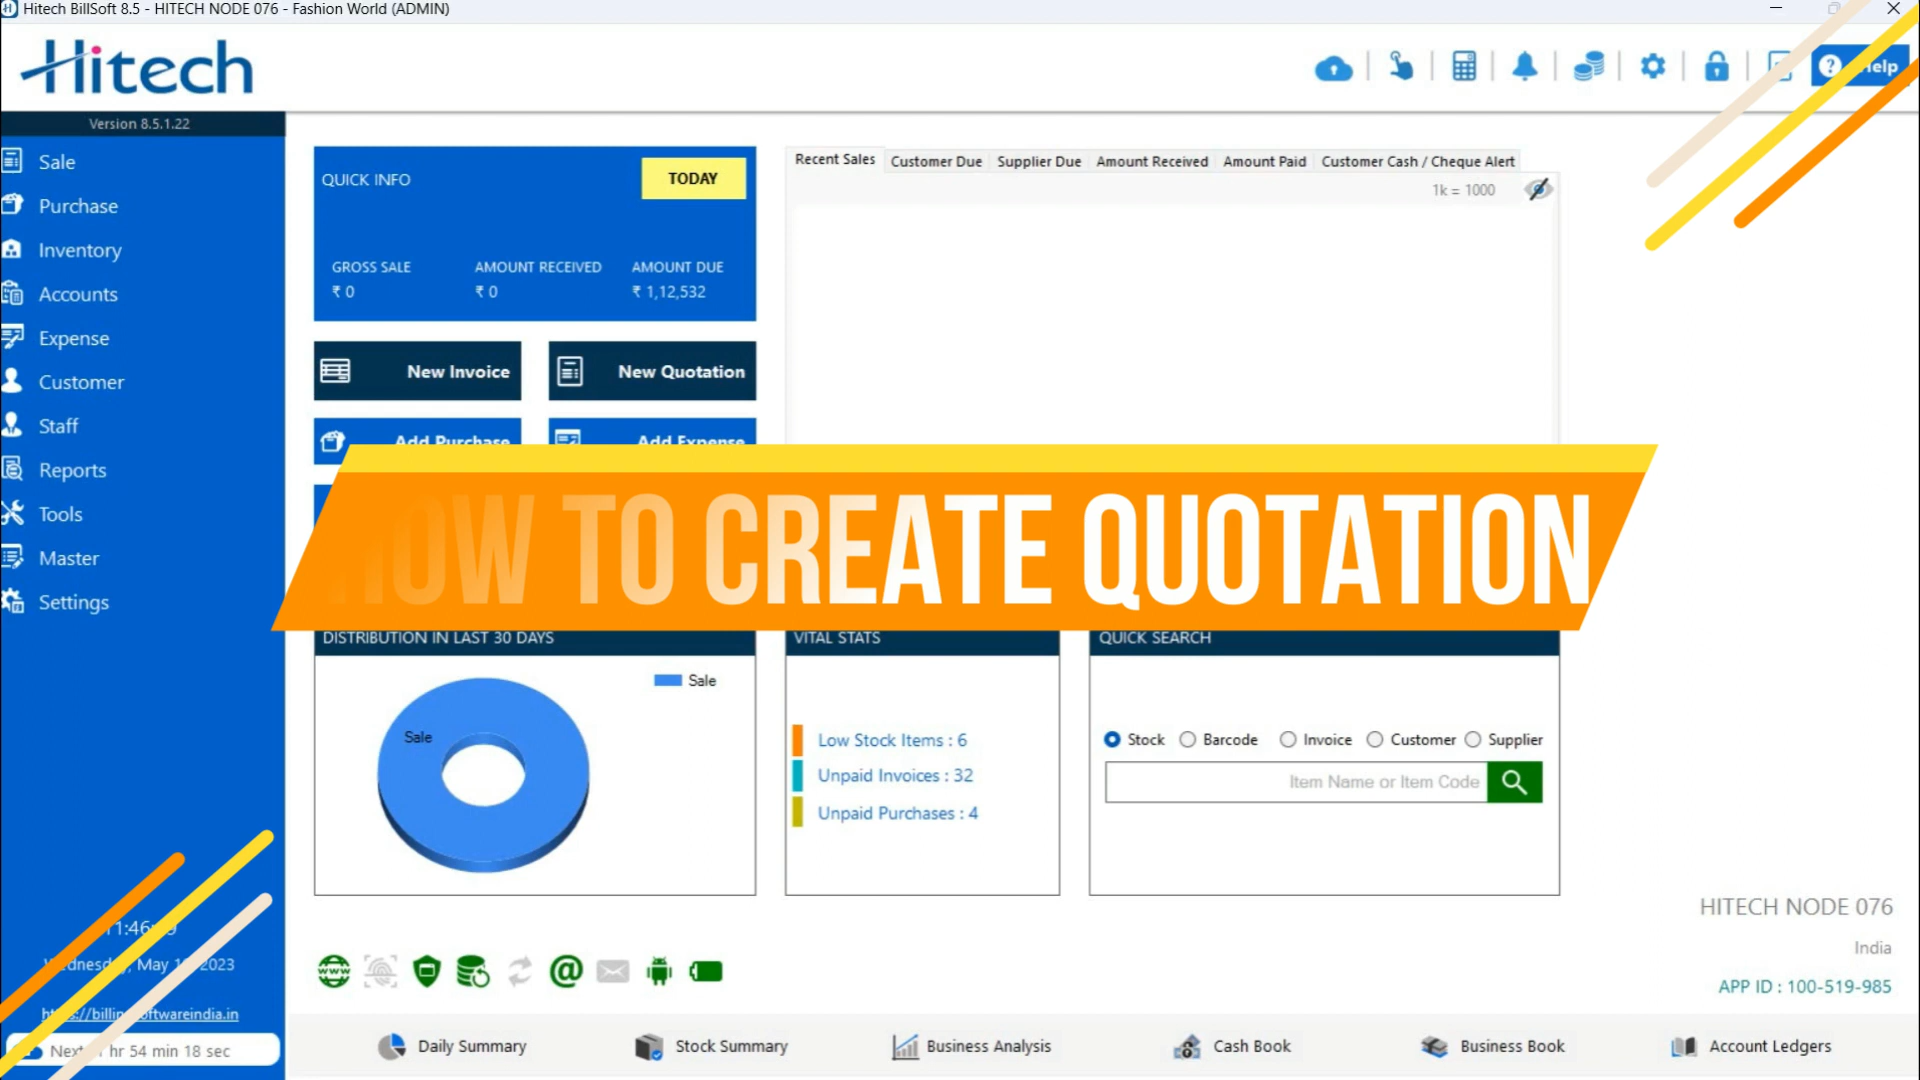 Hitech BillSoft 8.5 - HITECH NODE 076 - Fashion World (ADMIN)
Hitech
Version 8.5.1.22
Sale
Purchase
Inventory
Accounts
Expense
Customer
Staff
Reports
Tools
Master
Settings
QUICK INFO
TODAY
GROSS SALE AMOUNT RECEIVED AMOUNT DUE
₹ 0 ₹ 0 ₹ 1,12,532
New Invoice
New Quotation
Add Purchase
Add Expense
Recent Sales Customer Due Supplier Due Amount Received Amount Paid Customer Cash / Cheque Alert
1k = 1000
HOW TO CREATE QUOTATION
DISTRIBUTION IN LAST 30 DAYS
Sale
Sale
VITAL STATS
Low Stock Items : 6
Unpaid Invoices : 32
Unpaid Purchases : 4
QUICK SEARCH
Stock Barcode Invoice Customer Supplier
Item Name or Item Code
2023
hr 54 min 18 sec
www
HITECH NODE 076
India
APP ID : 100-519-985
Daily Summary
Stock Summary
Business Analysis
Cash Book
Business Book
Account Ledgers